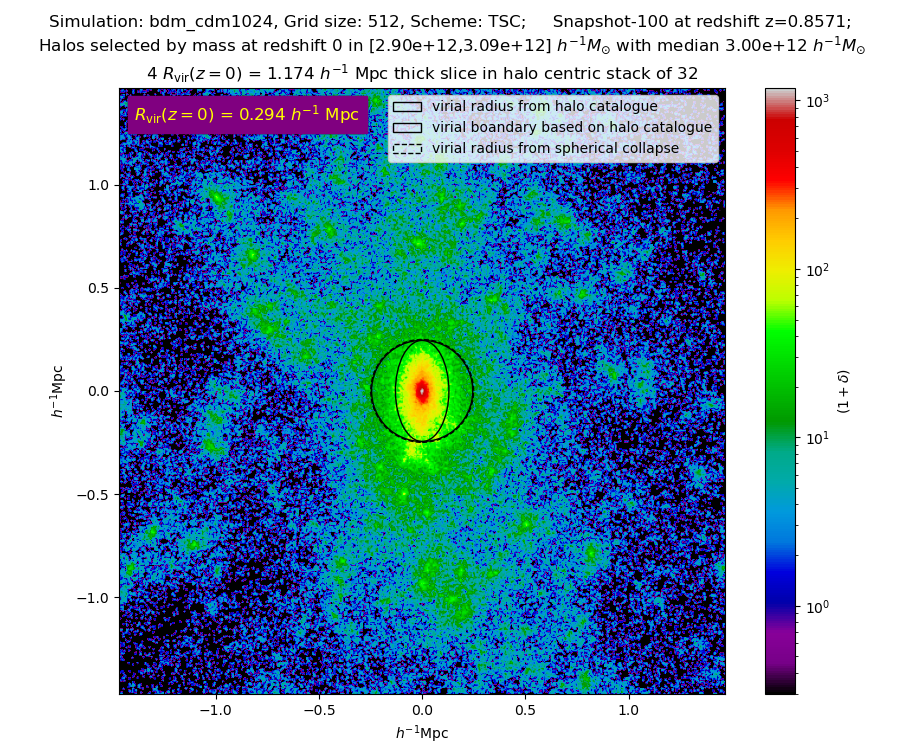 Simulation: bdm_cdm1024, Grid size: 512, Scheme: TSC;     Snapshot-100 at redshift z=0.8571;
Halos selected by mass at redshift 0 in [2.90e+12,3.09e+12] h⁻¹M⊙ with median 3.00e+12 h⁻¹M⊙
4 Rvir(z = 0) = 1.174 h⁻¹ Mpc thick slice in halo centric stack of 32
Rvir(z = 0) = 0.294 h⁻¹ Mpc
virial radius from halo catalogue
virial boundary based on halo catalogue
virial radius from spherical collapse
1.0
0.5
0.0
−0.5
−1.0
h⁻¹Mpc
−1.0 −0.5 0.0 0.5 1.0
h⁻¹Mpc
10³
10²
10¹
10⁰
(1 + δ)